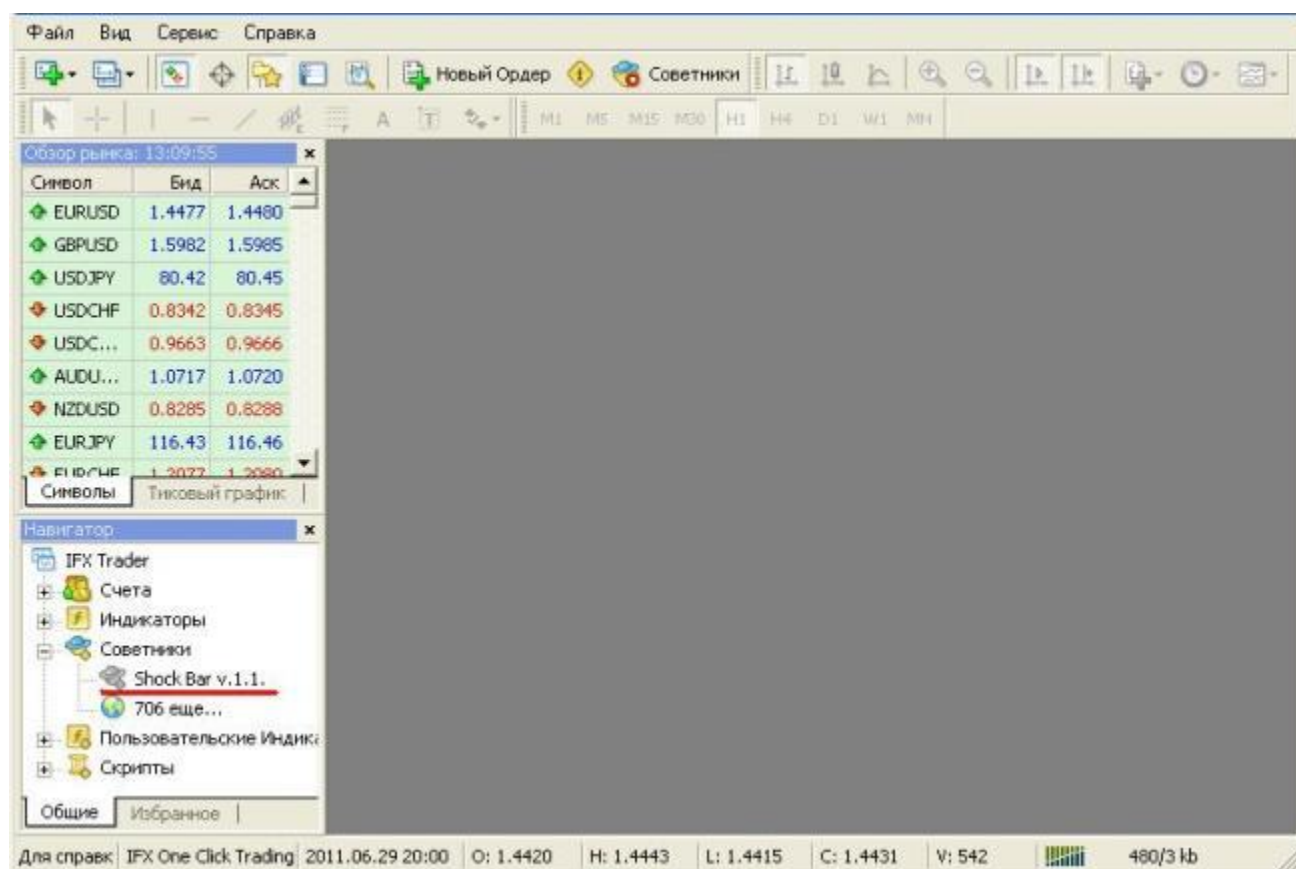 Файл Вид Сервис Справка
Новый Ордер Советники
A T M1 M5 M15 M30 H1 H4 D1 W1 MN
Обзор рынка: 13:09:55
Символ Бид Аск
EURUSD 1.4477 1.4480
GBPUSD 1.5982 1.5985
USDJPY 80.42 80.45
USDCHF 0.8342 0.8345
USDC... 0.9663 0.9666
AUDU... 1.0717 1.0720
NZDUSD 0.8285 0.8288
EURJPY 116.43 116.46
EURCHF 1.2077 1.2080
Символы Тиковый график
Навигатор
IFX Trader
Счета
Индикаторы
Советники
Shock Bar v.1.1.
706 еще...
Пользовательские Индика
Скрипты
Общие Избранное
Для справк IFX One Click Trading 2011.06.29 20:00 O: 1.4420 H: 1.4443 L: 1.4415 C: 1.4431 V: 542 480/3 kb